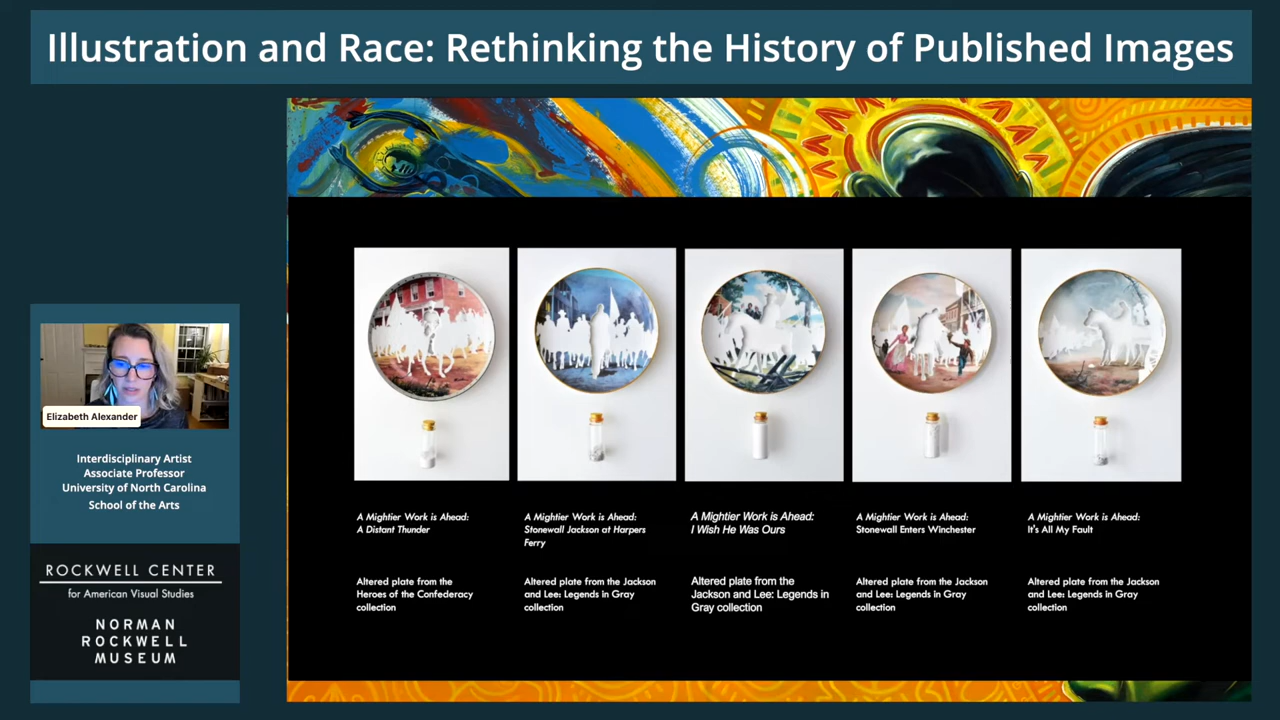 Illustration and Race: Rethinking the History of Published Images
Elizabeth Alexander
Interdisciplinary Artist
Associate Professor
University of North Carolina
School of the Arts
ROCKWELL CENTER
for American Visual Studies
NORMAN
ROCKWELL
MUSEUM
A Mightier Work is Ahead:
A Distant Thunder
Altered plate from the
Heroes of the Confederacy
collection
A Mightier Work is Ahead:
Stonewall Jackson at Harpers
Ferry
Altered plate from the Jackson
and Lee: Legends in Gray
collection
A Mightier Work is Ahead:
I Wish He Was Ours
Altered plate from the
Jackson and Lee: Legends in
Gray collection
A Mightier Work is Ahead:
Stonewall Enters Winchester
Altered plate from the Jackson
and Lee: Legends in Gray
collection
A Mightier Work is Ahead:
It's All My Fault
Altered plate from the Jackson
and Lee: Legends in Gray
collection